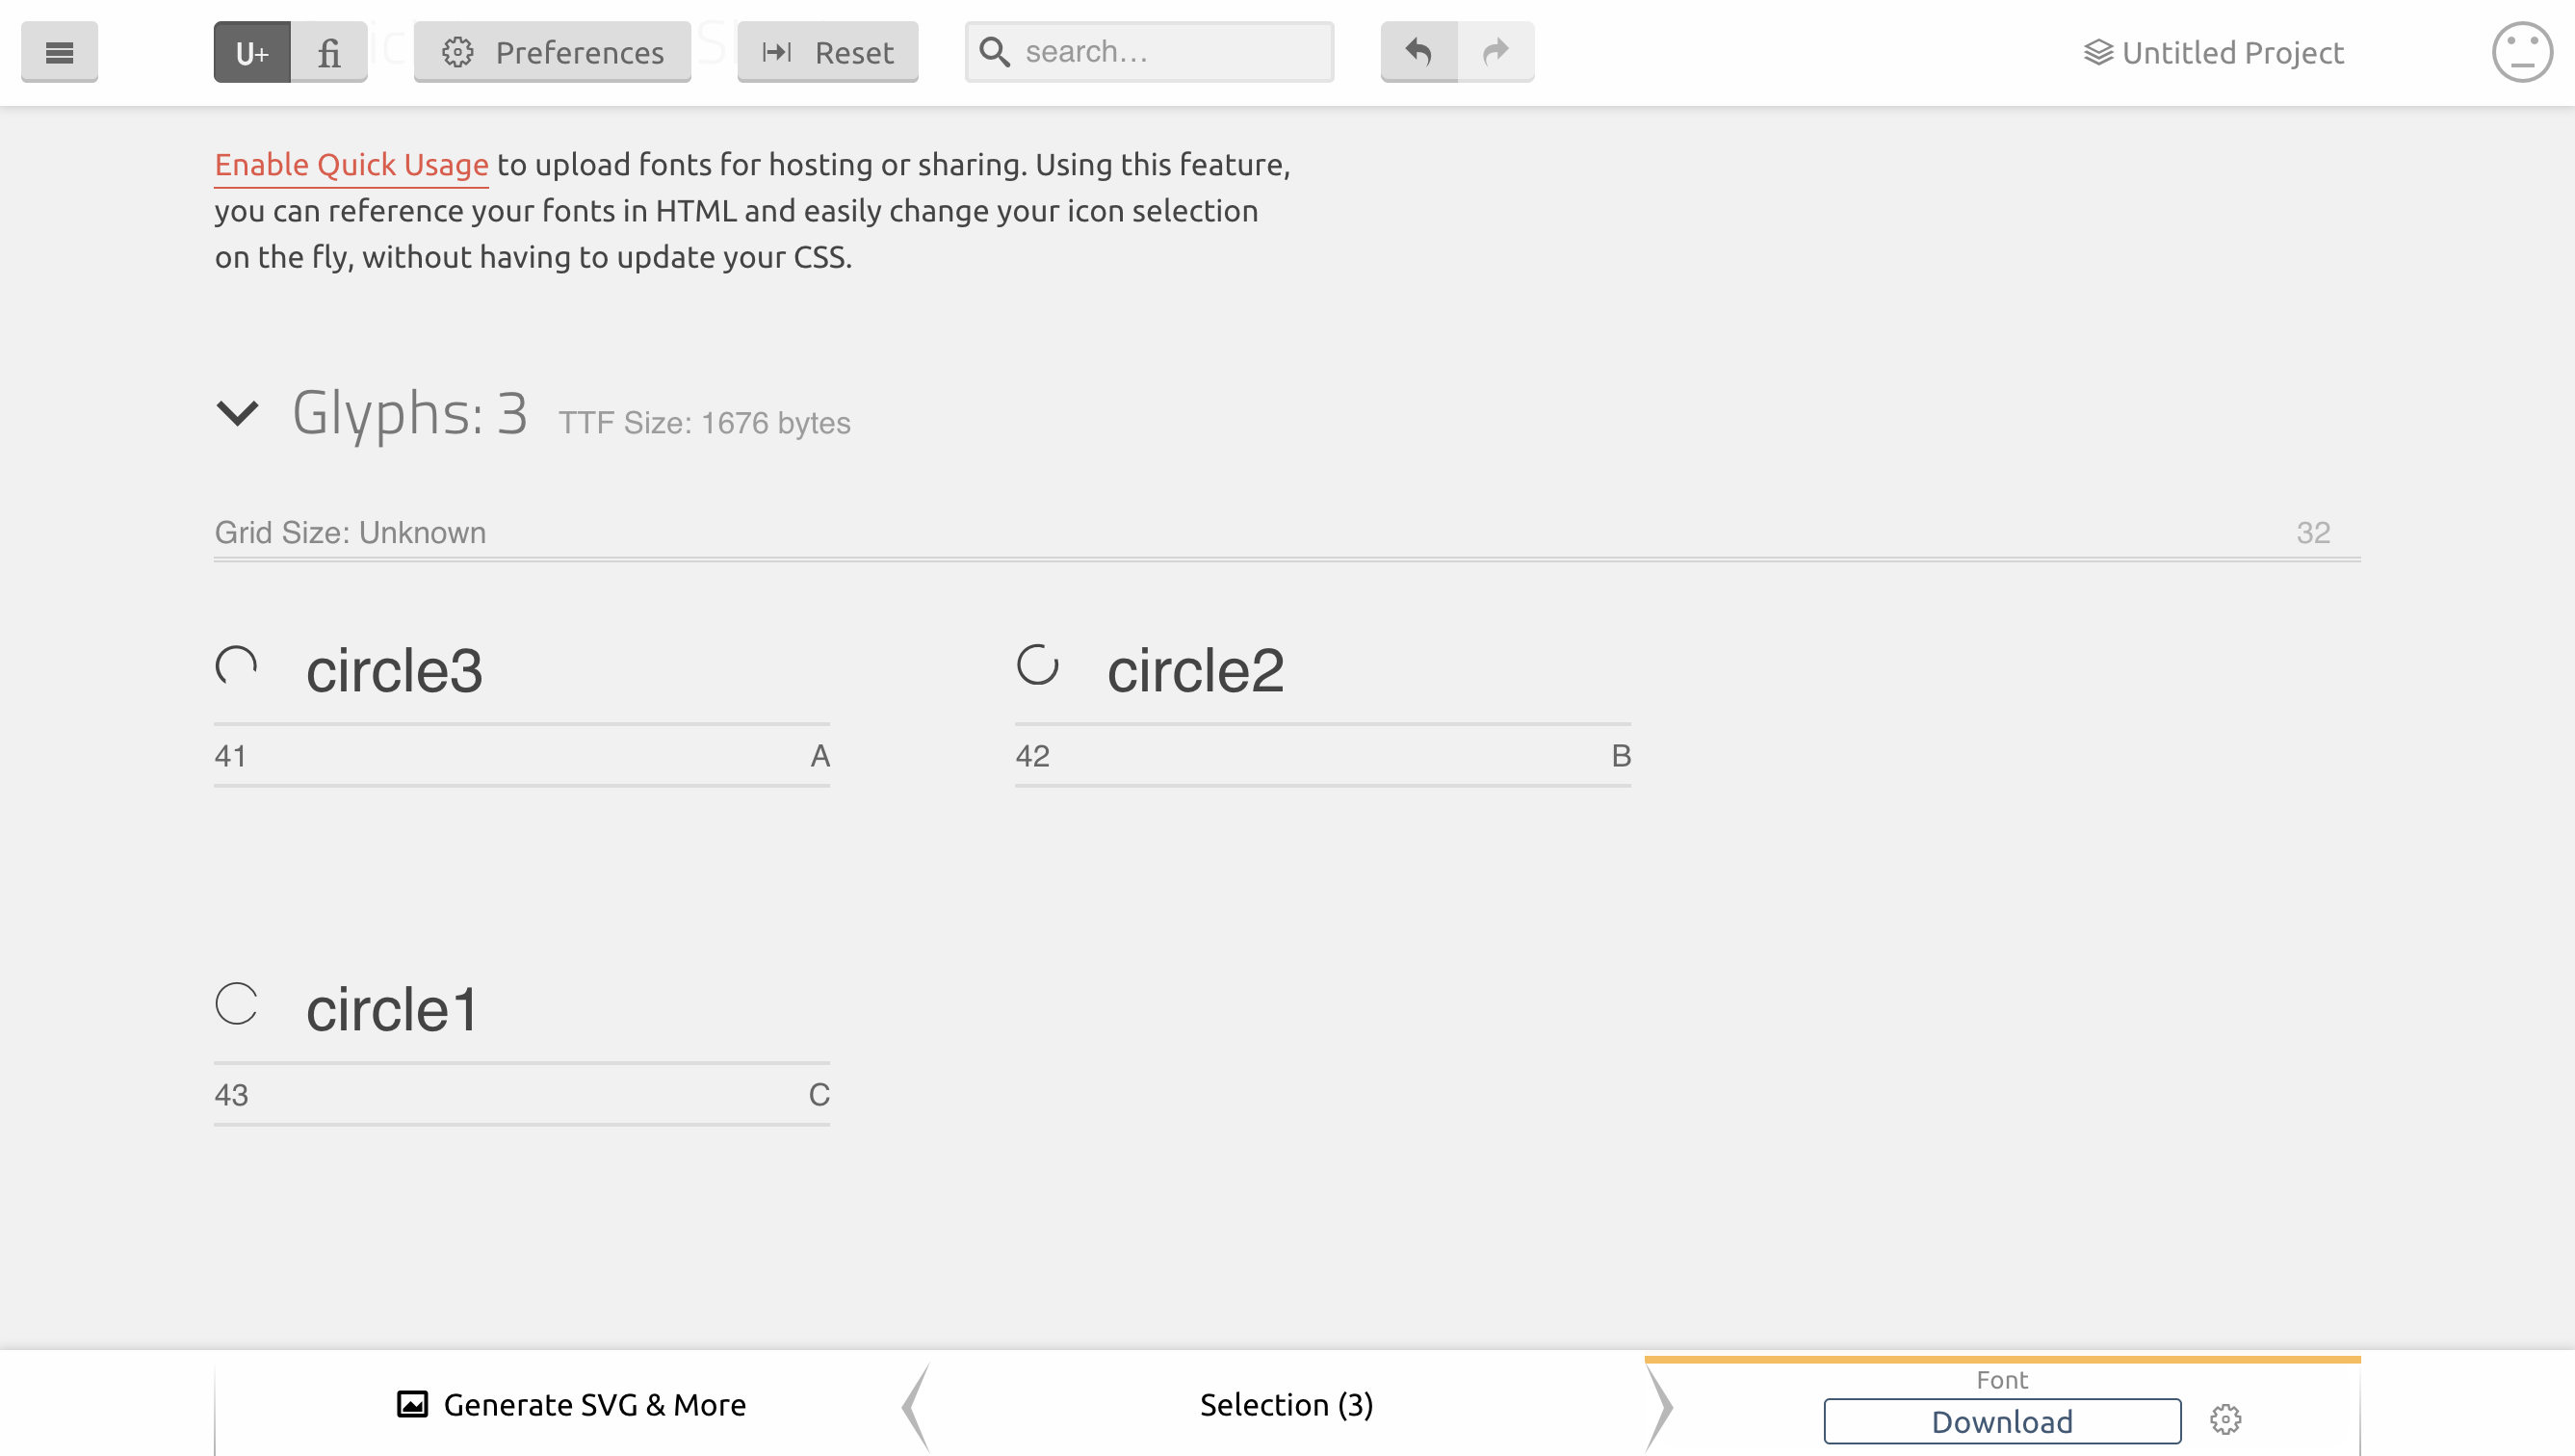 U+ fi Preferences Reset search... Untitled Project
Enable Quick Usage to upload fonts for hosting or sharing. Using this feature,
you can reference your fonts in HTML and easily change your icon selection
on the fly, without having to update your CSS.
Glyphs: 3 TTF Size: 1676 bytes
Grid Size: Unknown 32
circle3 circle2
41 A 42 B
circle1
43 C
Generate SVG & More Selection (3) Font
Download